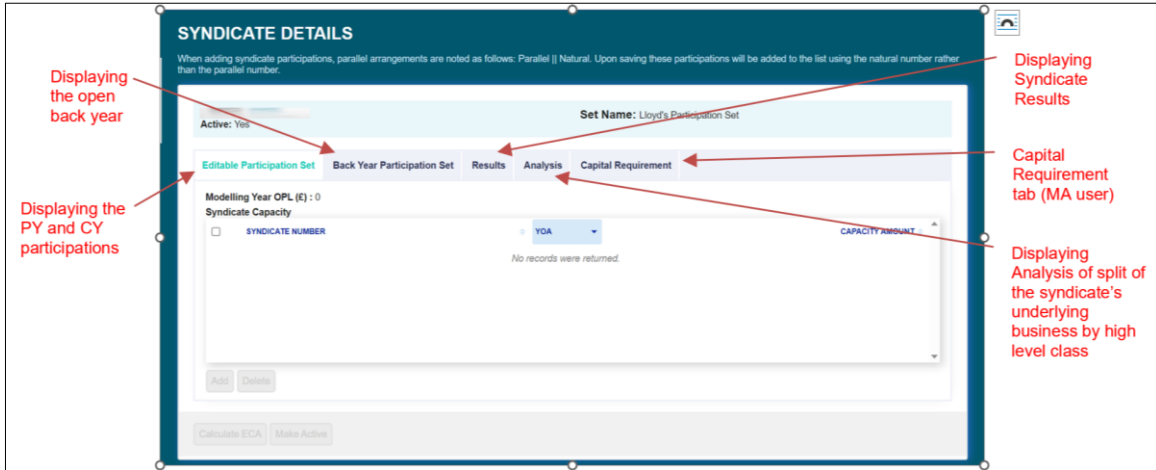 SYNDICATE DETAILS
When adding syndicate participations, parallel arrangements are noted as follows: Parallel || Natural. Upon saving these participations will be added to the list using the natural number rather
than the parallel number.
Displaying
the open
back year
Displaying
Syndicate
Results
Active: Yes
Set Name: Lloyd's Participation Set
Editable Participation Set
Back Year Participation Set
Results
Analysis
Capital Requirement
Capital
Requirement
tab (MA user)
Modelling Year OPL (£) : 0
Syndicate Capacity
Displaying the
PY and CY
participations
SYNDICATE NUMBER
YOA
CAPACITY AMOUNT
No records were returned.
Displaying
Analysis of split of
the syndicate's
underlying
business by high
level class
Add
Delete
Calculate ECA
Make Active